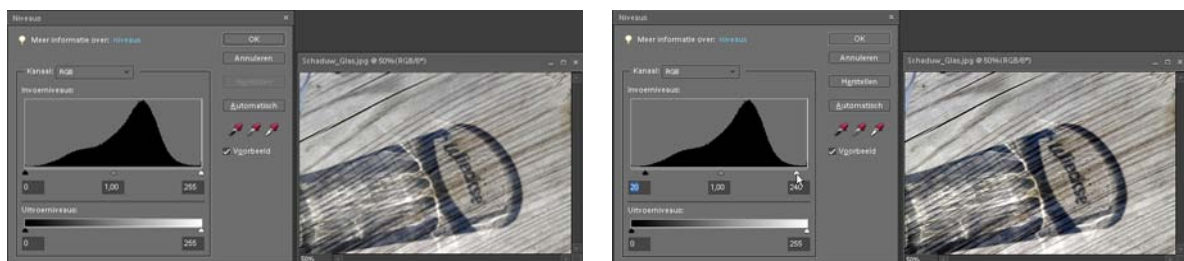 Niveaus
Meer informatie over: niveaus
OK
Annuleren
Herstellen
Automatisch
Voorbeeld
Kanaal: RGB
Invoerniveaus:
0 1,00 255
Uitvoerniveaus:
0 255
Schaduw_Glas.jpg @ 50%(RGB/8*)
50%
Niveaus
Meer informatie over: niveaus
OK
Annuleren
Herstellen
Automatisch
Voorbeeld
Kanaal: RGB
Invoerniveaus:
20 1,00 240
Uitvoerniveaus:
0 255
Schaduw_Glas.jpg @ 50%(RGB/8*)
50%